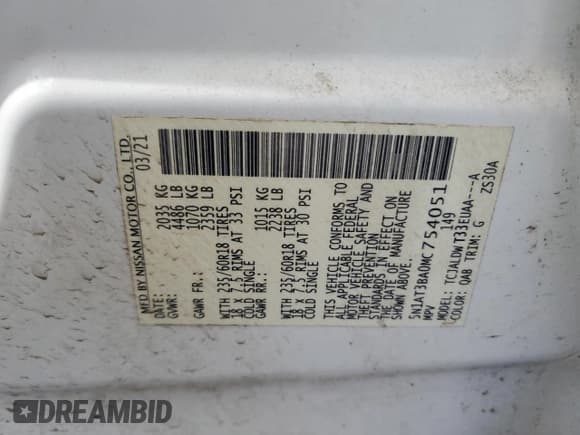 MFD BY NISSAN MOTOR CO., LTD.
DATE: 03/21
GVWR: 2035 KG
4486 LB
GAWR FR.: 1070 KG
2359 LB
WITH 235/60R18 TIRES
18 X 7.5 RIMS AT 33 PSI
COLD SINGLE
GAWR RR.: 1015 KG
2238 LB
WITH 235/60R18 TIRES
18 X 7.5 RIMS AT 30 PSI
COLD SINGLE
THIS VEHICLE CONFORMS TO
ALL APPLICABLE FEDERAL
MOTOR VEHICLE SAFETY AND
THEFT PREVENTION
STANDARDS IN EFFECT ON
THE DATE OF MANUFACTURE
SHOWN ABOVE.
5N1AT3BA0MC754051
MPV 149
TYPE: TCJALDWT33EUAA---A
COLOR: QAB TRIM: G ZS30A
DREAMBID